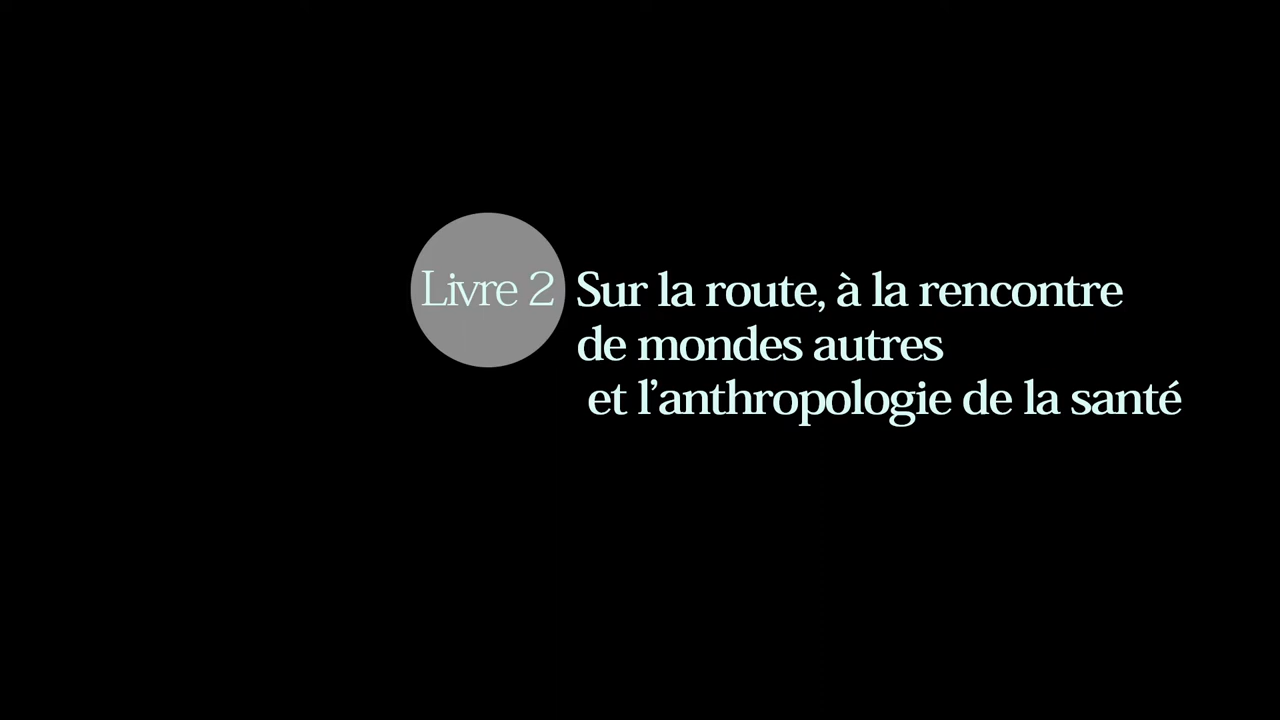 Livre 2 Sur la route, à la rencontre
de mondes autres
et l’anthropologie de la santé